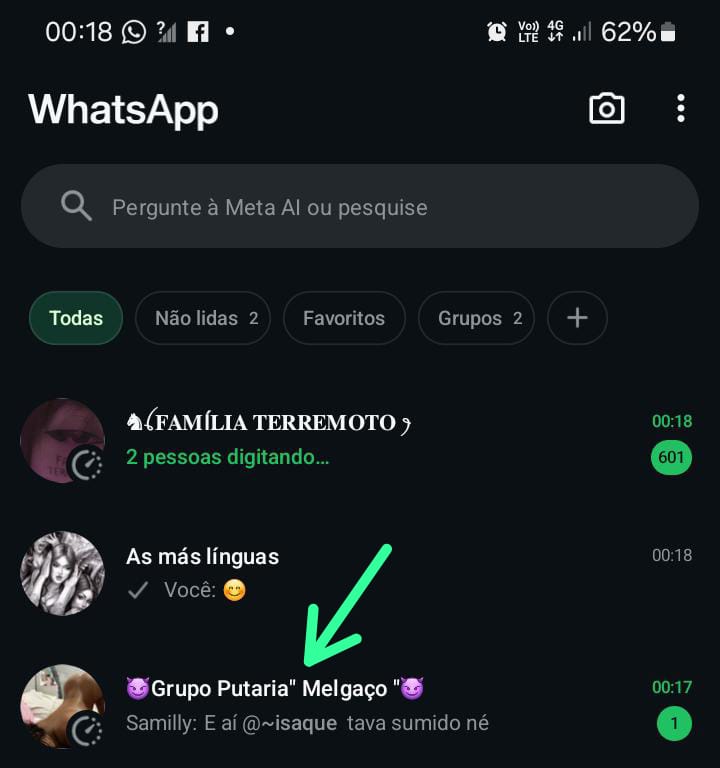 00:18
Vo) 4G
LTE
62%
WhatsApp
Pergunte à Meta AI ou pesquise
Todas
Não lidas 2
Favoritos
Grupos 2
+
♞ꪶFAMÍLIA TERREMOTO ꫂ
00:18
2 pessoas digitando...
601
As más línguas
00:18
Você: 😊
😈Grupo Putaria" Melgaço "😈
00:17
Samilly: E aí @~isaque tava sumido né
1